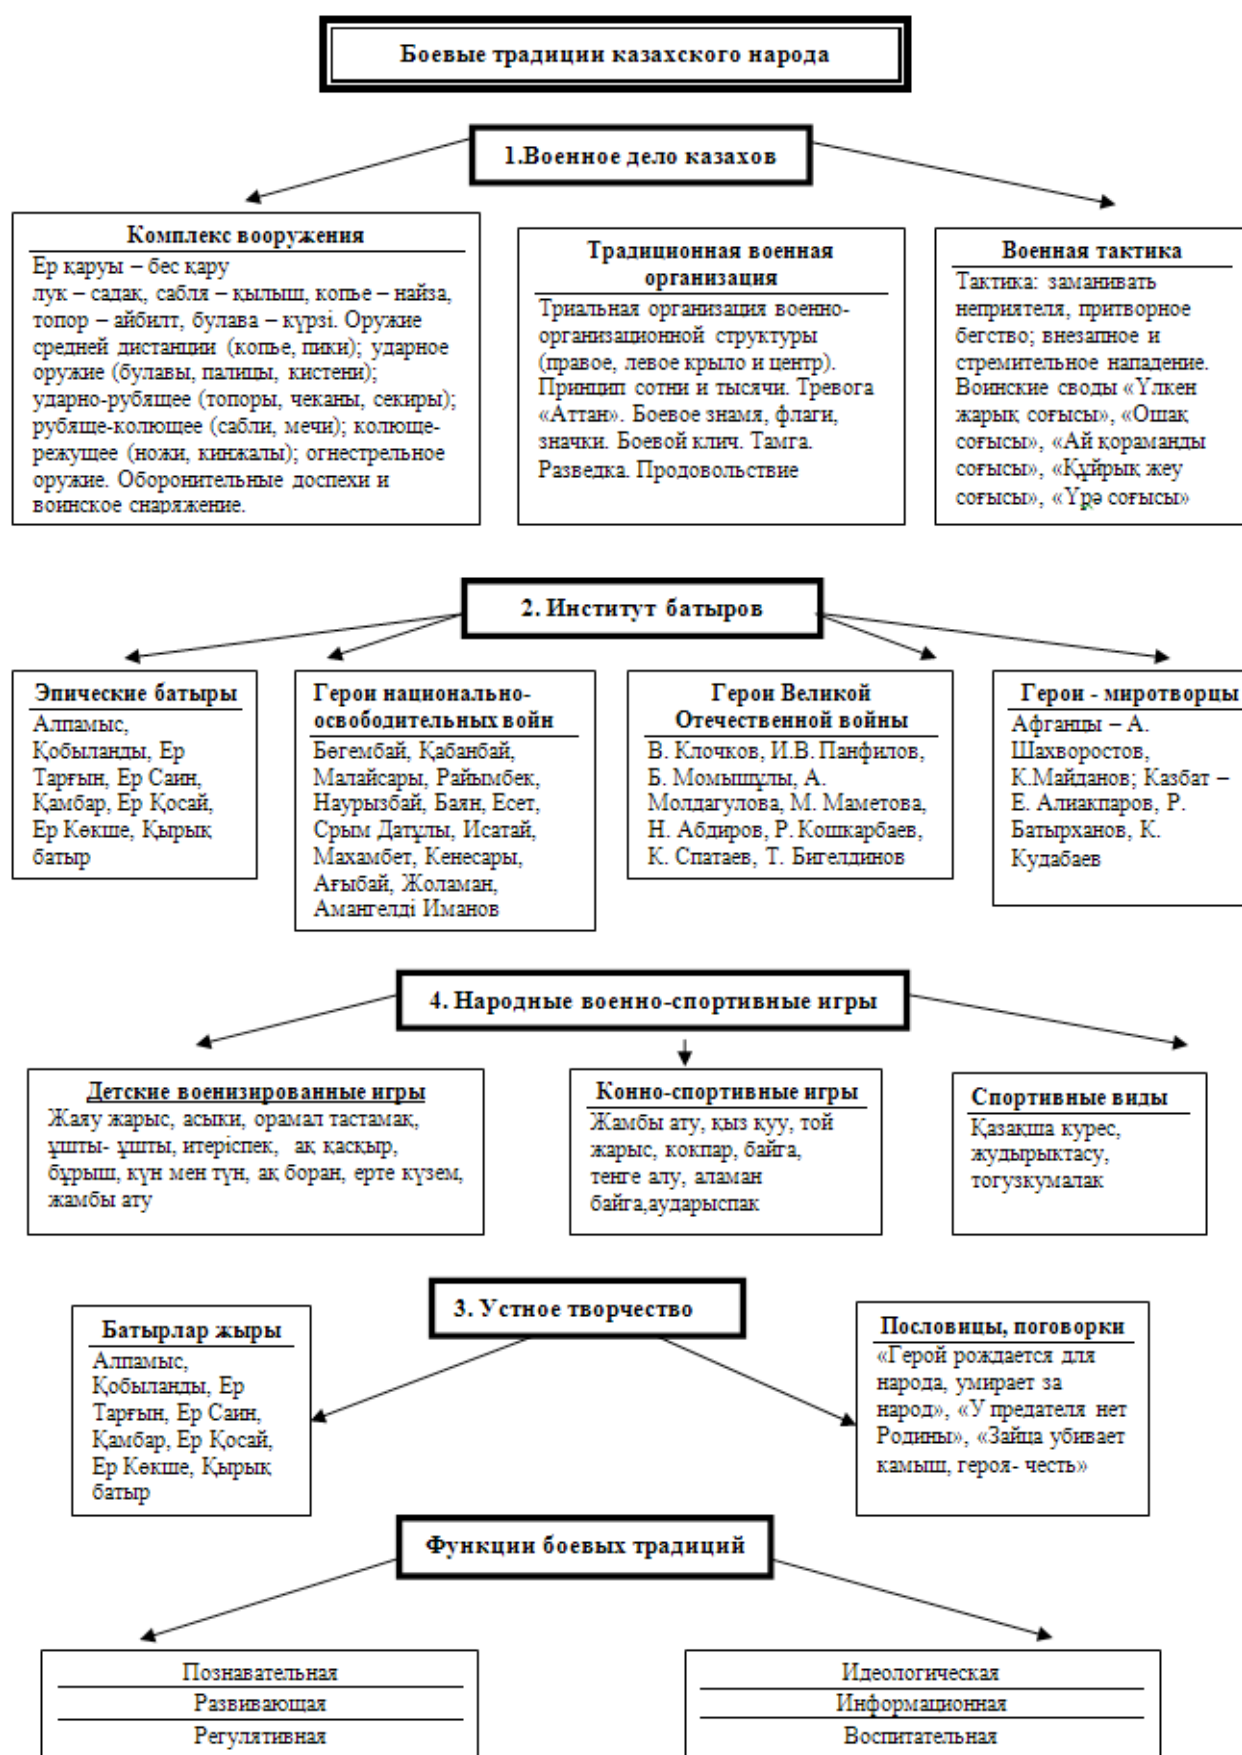 Боевые традиции казахского народа
1.Военное дело казахов
Комплекс вооружения
Ер қаруы – бес қару
лук – садақ, сабля – қылыш, копье – найза,
топор – айбилт, булава – күрзі. Оружие
средней дистанции (копье, пики); ударное
оружие (булавы, палицы, кистени);
ударно-рубящее (топоры, чеканы, секиры);
рубяще-колющее (сабли, мечи); колюще-
режущее (ножи, кинжалы); огнестрельное
оружие. Оборонительные доспехи и
воинское снаряжение.
Традиционная военная
организация
Триальная организация военно-
организационной структуры
(правое, левое крыло и центр).
Принцип сотни и тысячи. Тревога
«Аттан». Боевое знамя, флаги,
значки. Боевой клич. Тамга.
Разведка. Продовольствие
Военная тактика
Тактика: заманивать
неприятеля, притворное
бегство; внезапное и
стремительное нападение.
Воинские своды «Үлкен
жарық соғысы», «Ошақ
соғысы», «Ай қораманды
соғысы», «Құйрық жеу
соғысы», «Үрә соғысы»
2. Институт батыров
Эпические батыры
Алпамыс,
Қобыланды, Ер
Тарғын, Ер Саин,
Қамбар, Ер Қосай,
Ер Көкше, Қырық
батыр
Герои национально-
освободительных войн
Бөгембай, Қабанбай,
Малайсары, Райымбек,
Наурызбай, Баян, Есет,
Срым Датұлы, Исатай,
Махамбет, Кенесары,
Ағыбай, Жоламан,
Амангелді Иманов
Герои Великой
Отечественной войны
В. Клочков, И.В. Панфилов,
Б. Момышұлы, А.
Молдагулова, М. Маметова,
Н. Абдиров, Р. Кошкарбаев,
К. Спатаев, Т. Бигелдинов
Герои - миротворцы
Афганцы – А.
Шахворостов,
К.Майданов; Казбат –
Е. Алиакпаров, Р.
Батырханов, К.
Кудабаев
4. Народные военно-спортивные игры
Детские военизированные игры
Жаяу жарыс, асыки, орамал тастамақ,
ұшты- ұшты, итеріспек, ақ қасқыр,
бұрыш, күн мен түн, ақ боран, ерте күзем,
жамбы ату
Конно-спортивные игры
Жамбы ату, қыз қуу, той
жарыс, кокпар, байга,
тенге алу, аламан
байга,аударыспак
Спортивные виды
Қазақша курес,
жудырыктасу,
тогузкумалак
3. Устное творчество
Батырлар жыры
Алпамыс,
Қобыланды, Ер
Тарғын, Ер Саин,
Қамбар, Ер Қосай,
Ер Көкше, Қырық
батыр
Пословицы, поговорки
«Герой рождается для
народа, умирает за
народ», «У предателя нет
Родины», «Зайца убивает
камыш, героя- честь»
Функции боевых традиций
Познавательная
Развивающая
Регулятивная
Идеологическая
Информационная
Воспитательная